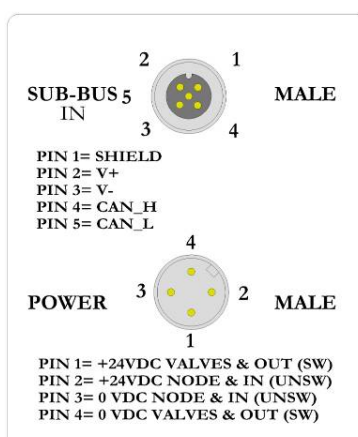 2 1
SUB-BUS 5 MALE
IN
3 4
PIN 1= SHIELD
PIN 2= V+
PIN 3= V-
PIN 4= CAN_H
PIN 5= CAN_L
4
POWER 3 2 MALE
1
PIN 1= +24VDC VALVES & OUT (SW)
PIN 2= +24VDC NODE & IN (UNSW)
PIN 3= 0 VDC NODE & IN (UNSW)
PIN 4= 0 VDC VALVES & OUT (SW)